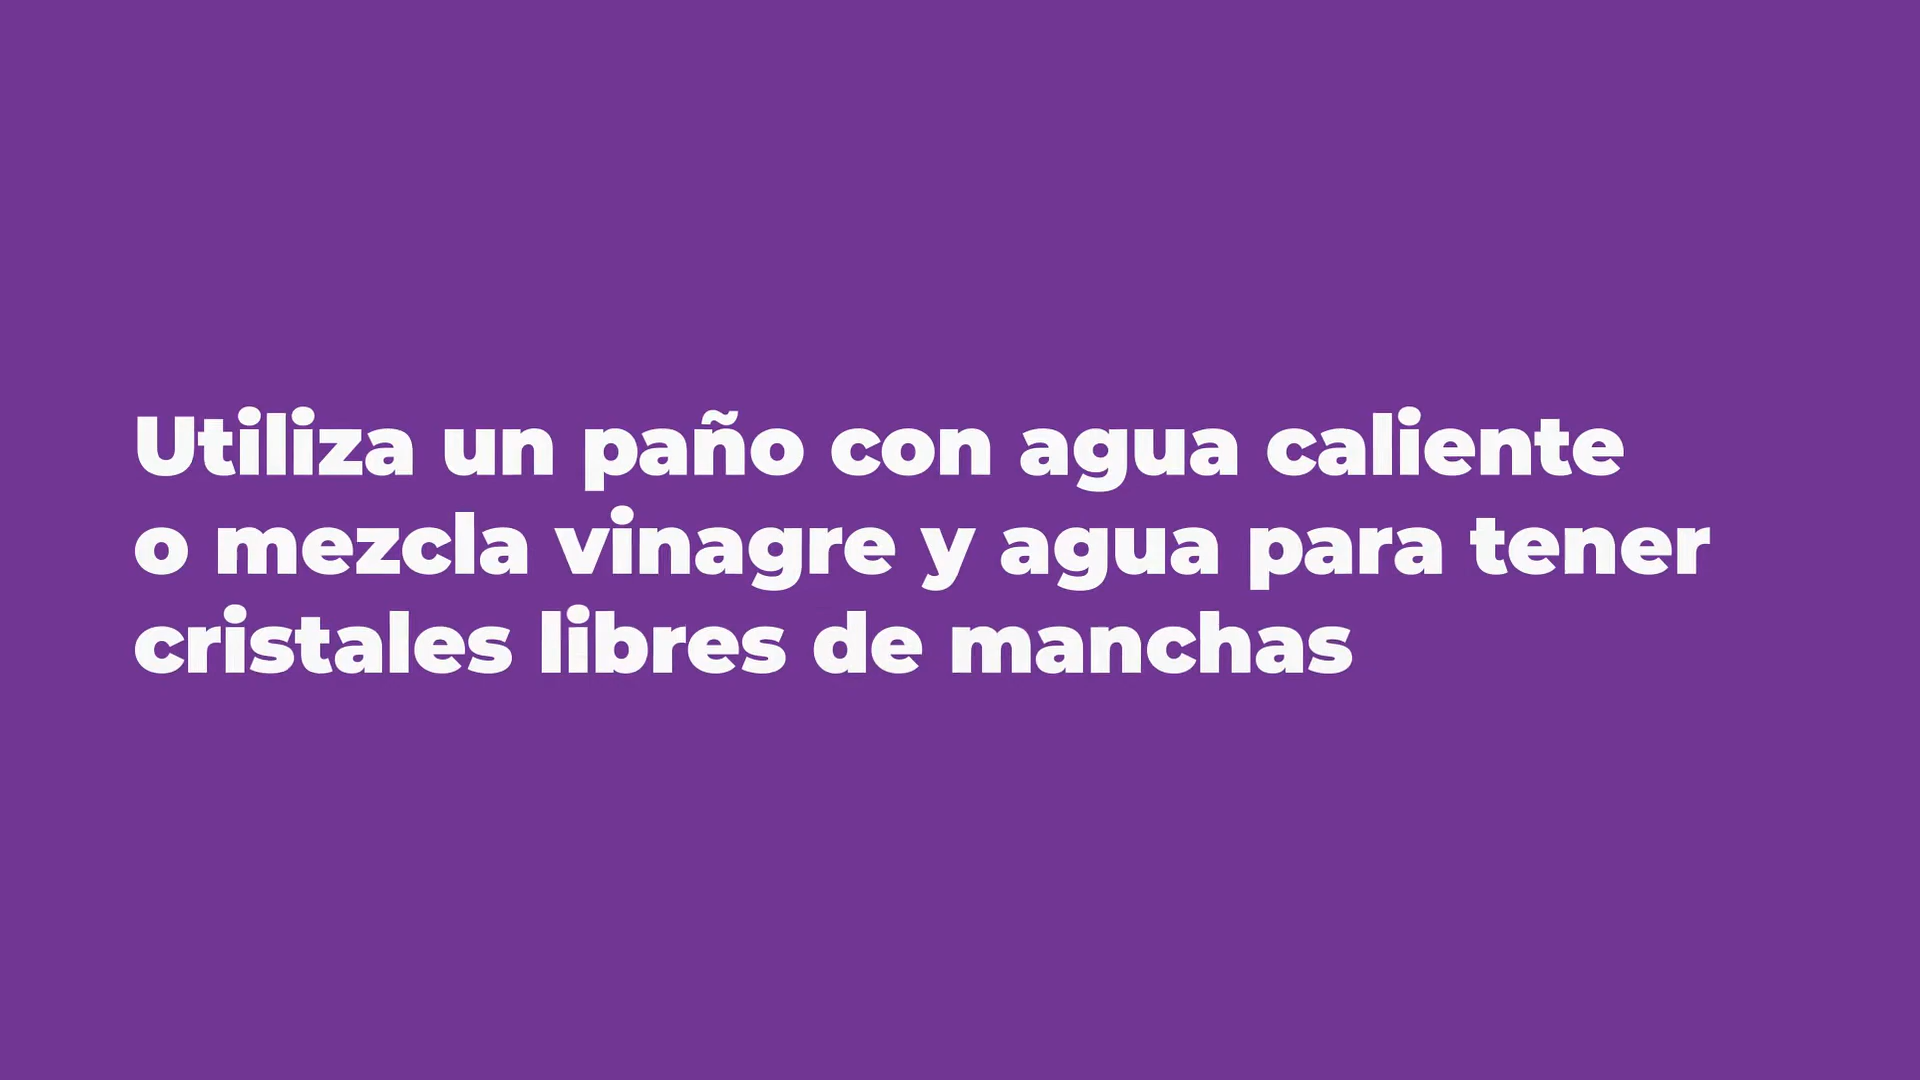 Utiliza un paño con agua caliente
o mezcla vinagre y agua para tener
cristales libres de manchas